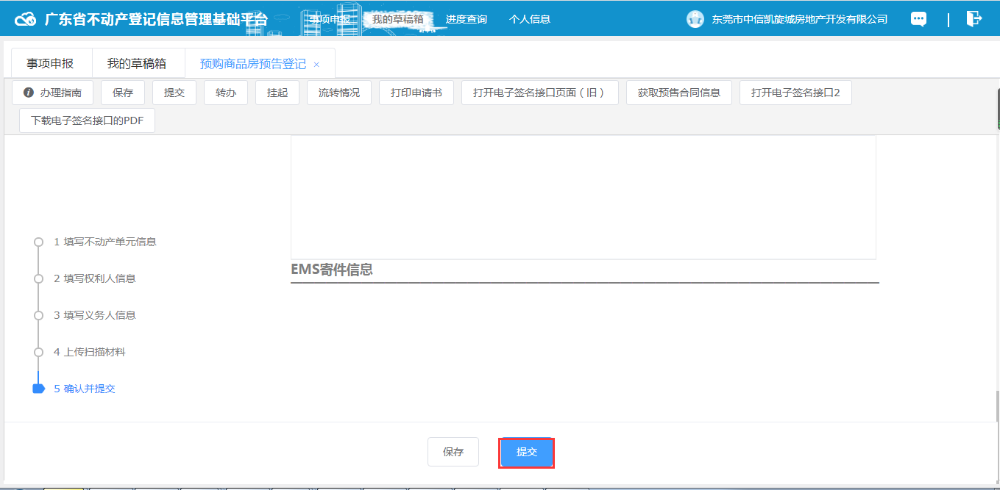 广东省不动产登记信息管理基础平台 事项申报 我的草稿箱 进度查询 个人信息 东莞市中信凯旋城房地产开发有限公司
事项申报 我的草稿箱 预购商品房预告登记 ×
办理指南 保存 提交 转办 挂起 流转情况 打印申请书 打开电子签名接口页面（旧） 获取预售合同信息 打开电子签名接口2
下载电子签名接口的PDF
1 填写不动产单元信息
EMS寄件信息
2 填写权利人信息
3 填写义务人信息
4 上传扫描材料
5 确认并提交
保存 提交